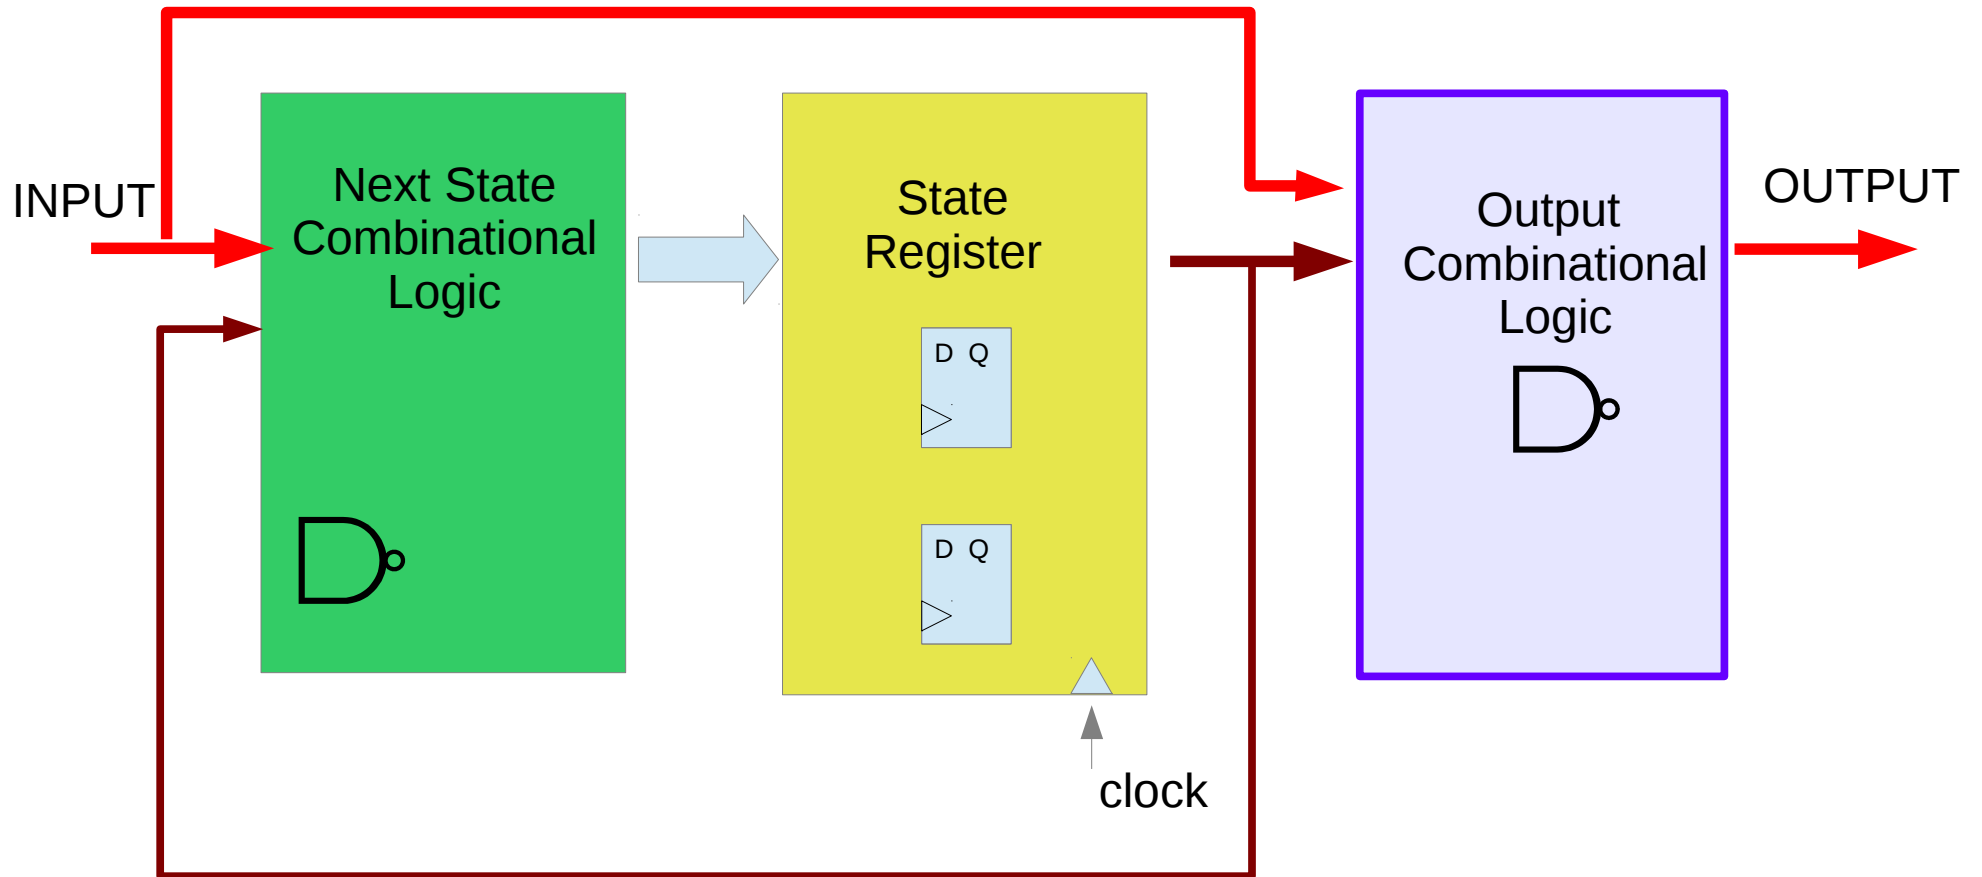 INPUT
Next State
Combinational
Logic
State
Register
D Q
D Q
clock
Output
Combinational
Logic
OUTPUT